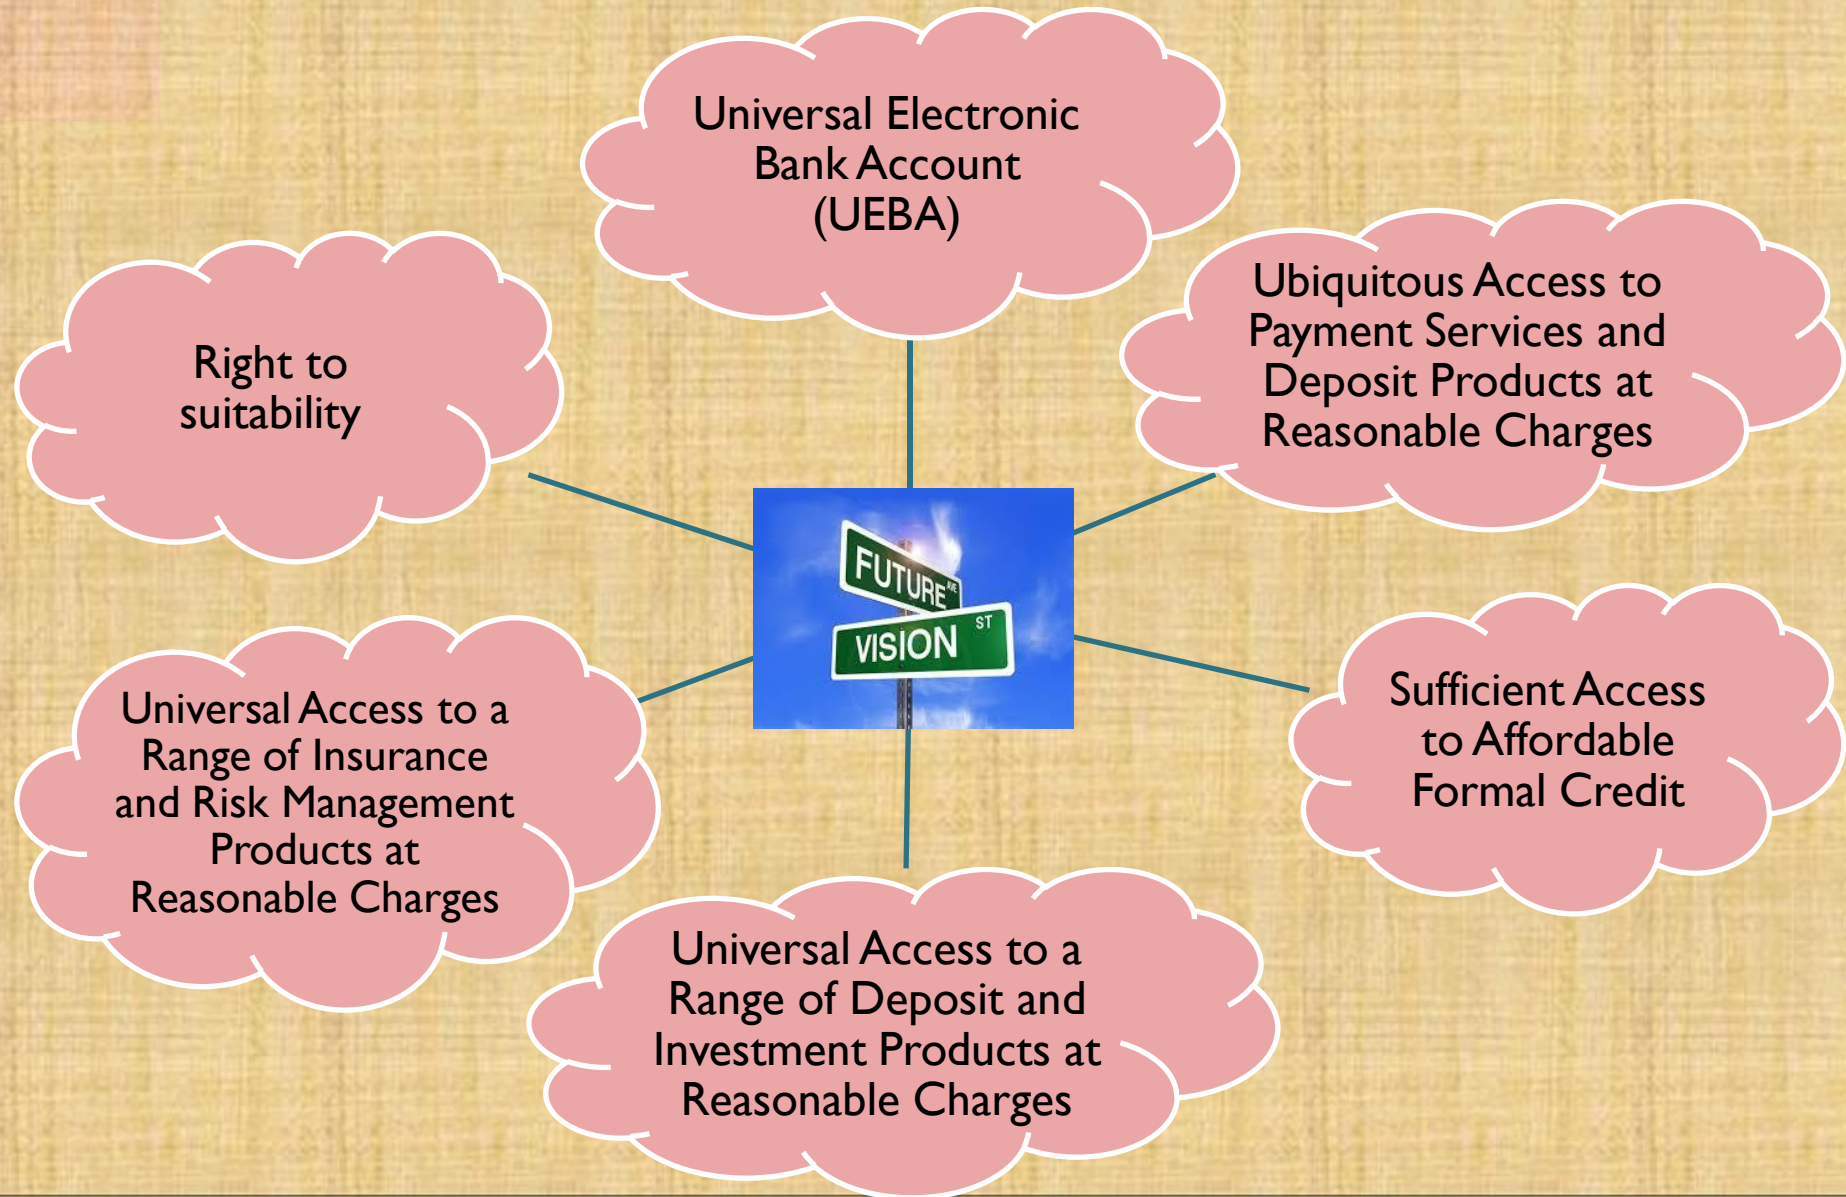 Universal Electronic
Bank Account
(UEBA)
Ubiquitous Access to
Payment Services and
Deposit Products at
Reasonable Charges
Sufficient Access
to Affordable
Formal Credit
Universal Access to a
Range of Deposit and
Investment Products at
Reasonable Charges
Universal Access to a
Range of Insurance
and Risk Management
Products at
Reasonable Charges
Right to
suitability
FUTURE AVE
VISION ST